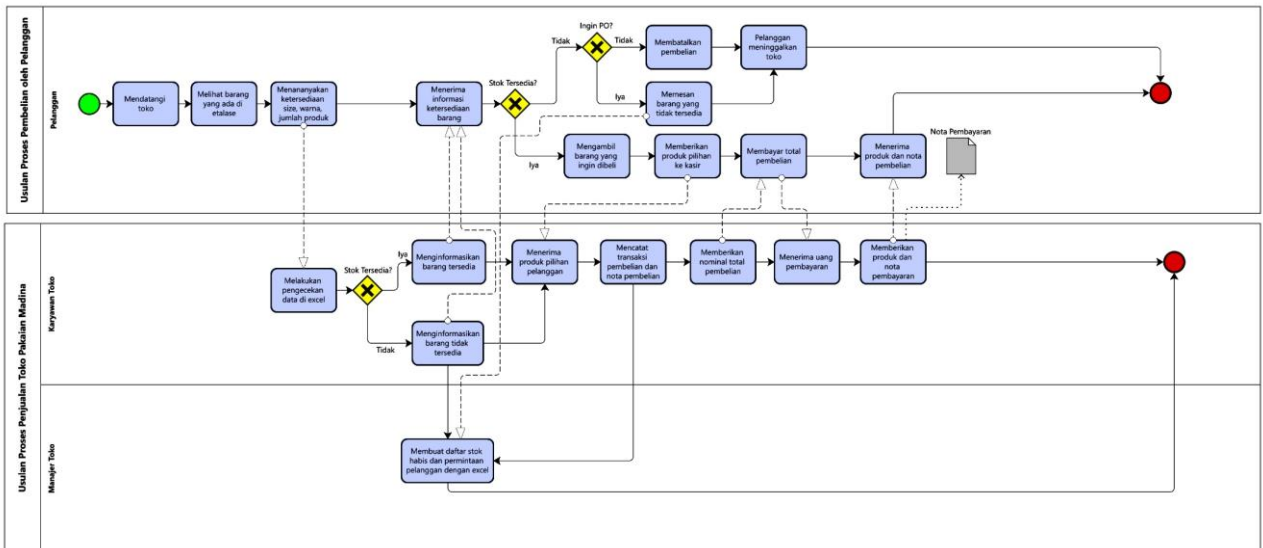 Usulan Proses Pembelian oleh Pelanggan
Pelanggan
Mendatangi
toko
Melihat barang
yang ada di
etalase
Menananyakan
ketersediaan
size, warna,
jumlah produk
Menerima
informasi
ketersediaan
barang
Stok Tersedia?
Tidak
Iya
Ingin PO?
Tidak
Iya
Membatalkan
pembelian
Pelanggan
meninggalkan
toko
Memesan
barang yang
tidak tersedia
Mengambil
barang yang
ingin dibeli
Memberikan
produk pilihan
ke kasir
Membayar total
pembelian
Menerima
produk dan nota
pembelian
Nota Pembayaran
Usulan Proses Penjualan Toko Pakaian Madina
Karyawan Toko
Melakukan
pengecekan
data di excel
Stok Tersedia?
Iya
Tidak
Menginformasikan
barang tersedia
Menginformasikan
barang tidak
tersedia
Menerima
produk pilihan
pelanggan
Mencatat
transaksi
pembelian dan
nota pembelian
Memberikan
nominal total
pembelian
Menerima uang
pembayaran
Memberikan
produk dan
nota
pembayaran
Manajer Toko
Membuat daftar stok
habis dan permintaan
pelanggan dengan excel